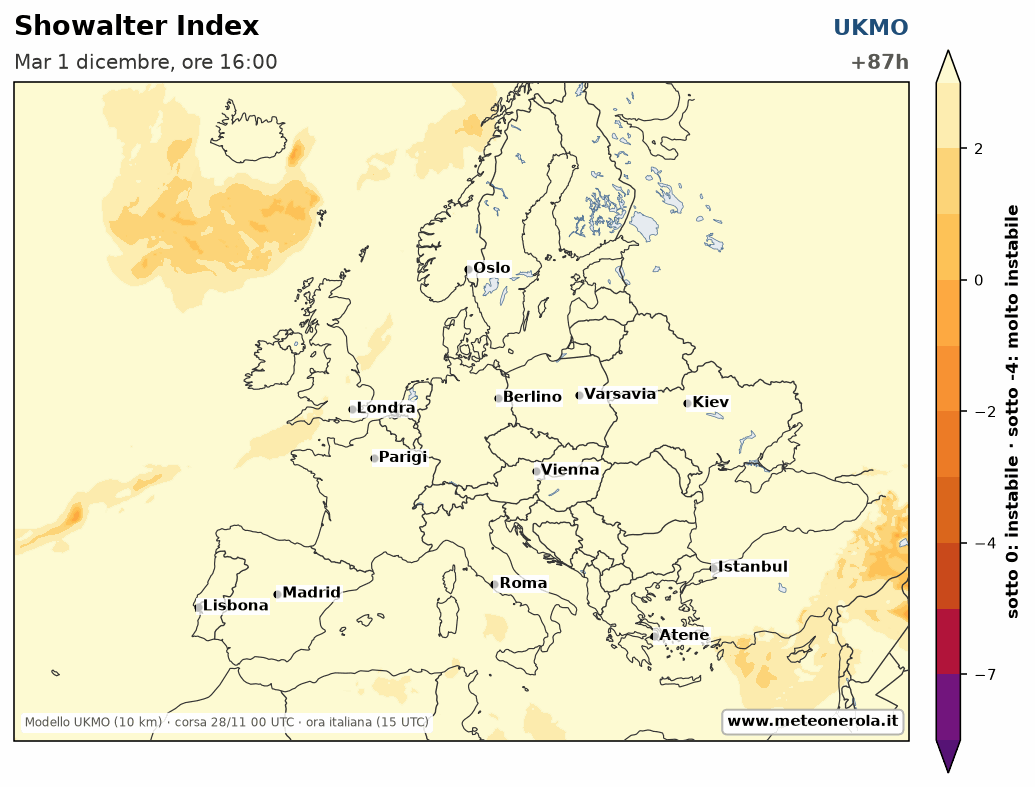 Showalter Index
UKMO
Mar 1 dicembre, ore 16:00
+87h
2
0
−2
−4
−7
sotto 0: instabile · sotto -4: molto instabile
Oslo
Berlino
Varsavia
Kiev
Londra
Parigi
Vienna
Istanbul
Roma
Madrid
Lisbona
Atene
Modello UKMO (10 km) · corsa 28/11 00 UTC · ora italiana (15 UTC)
www.meteonerola.it